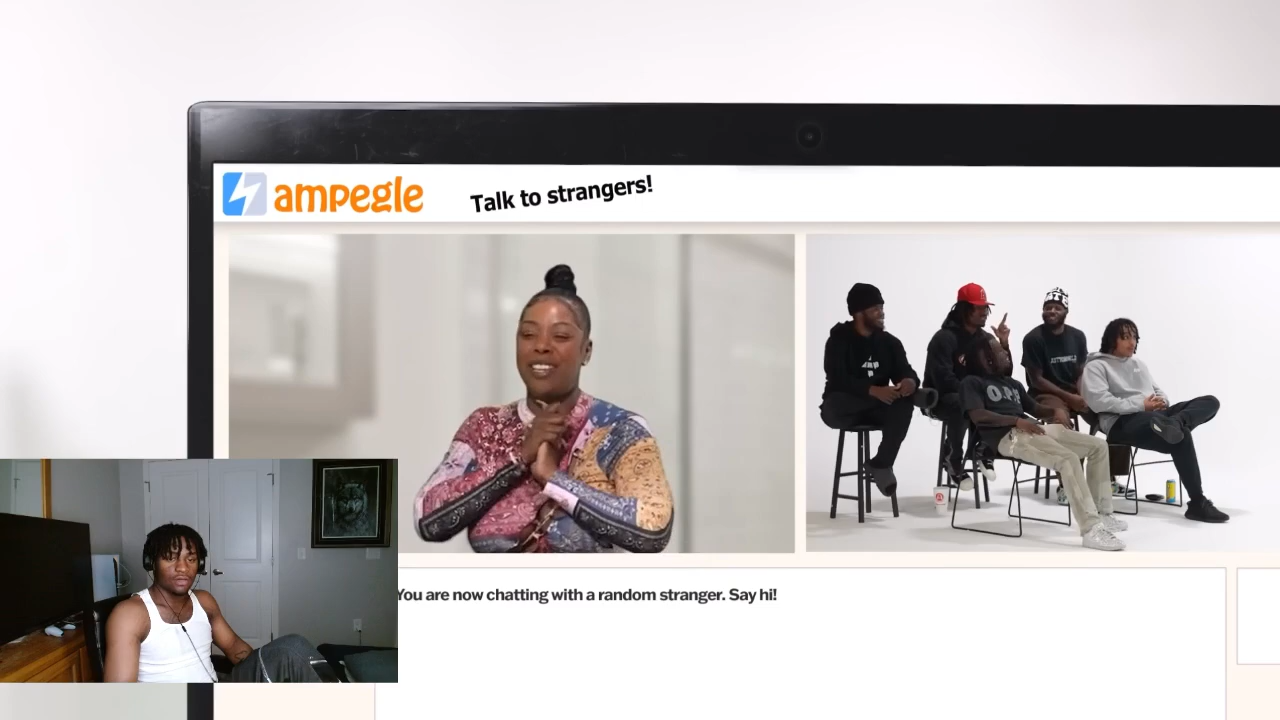 ampegle
Talk to strangers!
O.P.
You are now chatting with a random stranger. Say hi!